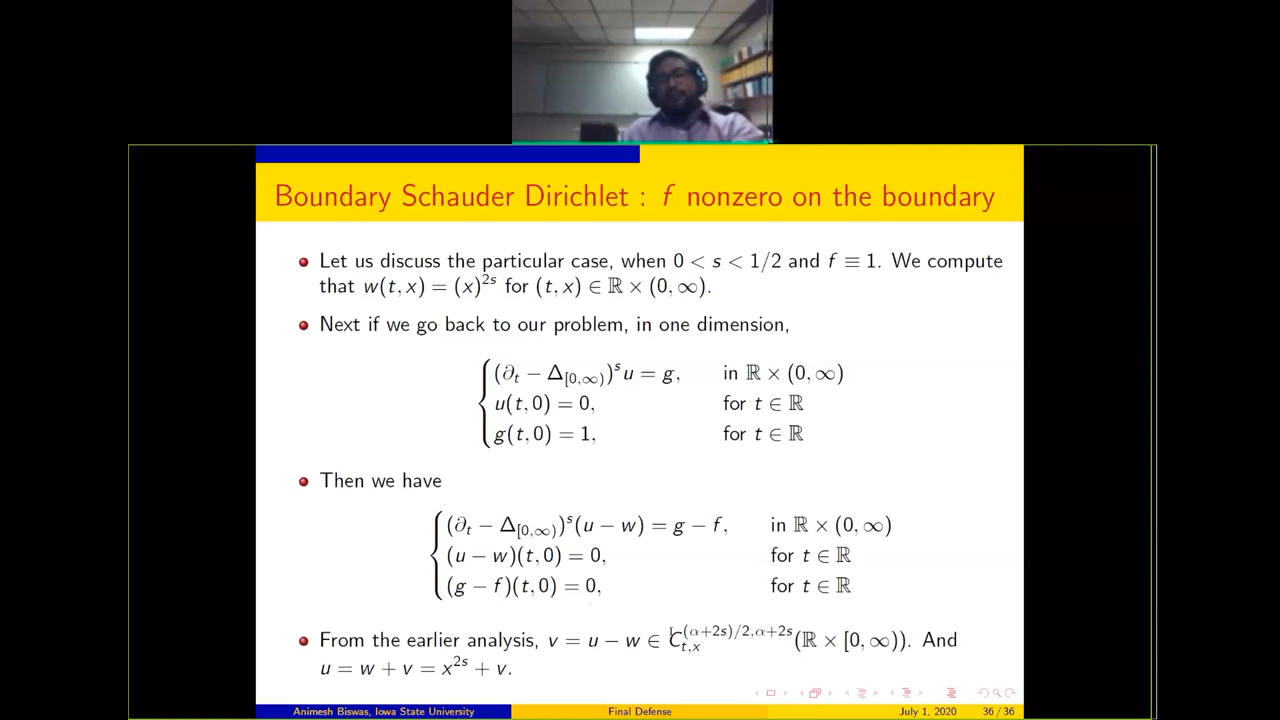 Boundary Schauder Dirichlet : f nonzero on the boundary
Let us discuss the particular case, when 0 < s < 1/2 and f ≡ 1. We compute
that w(t, x) = (x)^{2s} for (t, x) ∈ ℝ × (0, ∞).
Next if we go back to our problem, in one dimension,
(∂_t − Δ_{[0,∞)})^s u = g, in ℝ × (0, ∞)
u(t, 0) = 0, for t ∈ ℝ
g(t, 0) = 1, for t ∈ ℝ
Then we have
(∂_t − Δ_{[0,∞)})^s (u − w) = g − f, in ℝ × (0, ∞)
(u − w)(t, 0) = 0, for t ∈ ℝ
(g − f)(t, 0) = 0, for t ∈ ℝ
From the earlier analysis, v = u − w ∈ C_{t,x}^{(α+2s)/2,α+2s}(ℝ × [0, ∞)). And
u = w + v = x^{2s} + v.
Animesh Biswas, Iowa State University Final Defense July 1, 2020 36 / 36